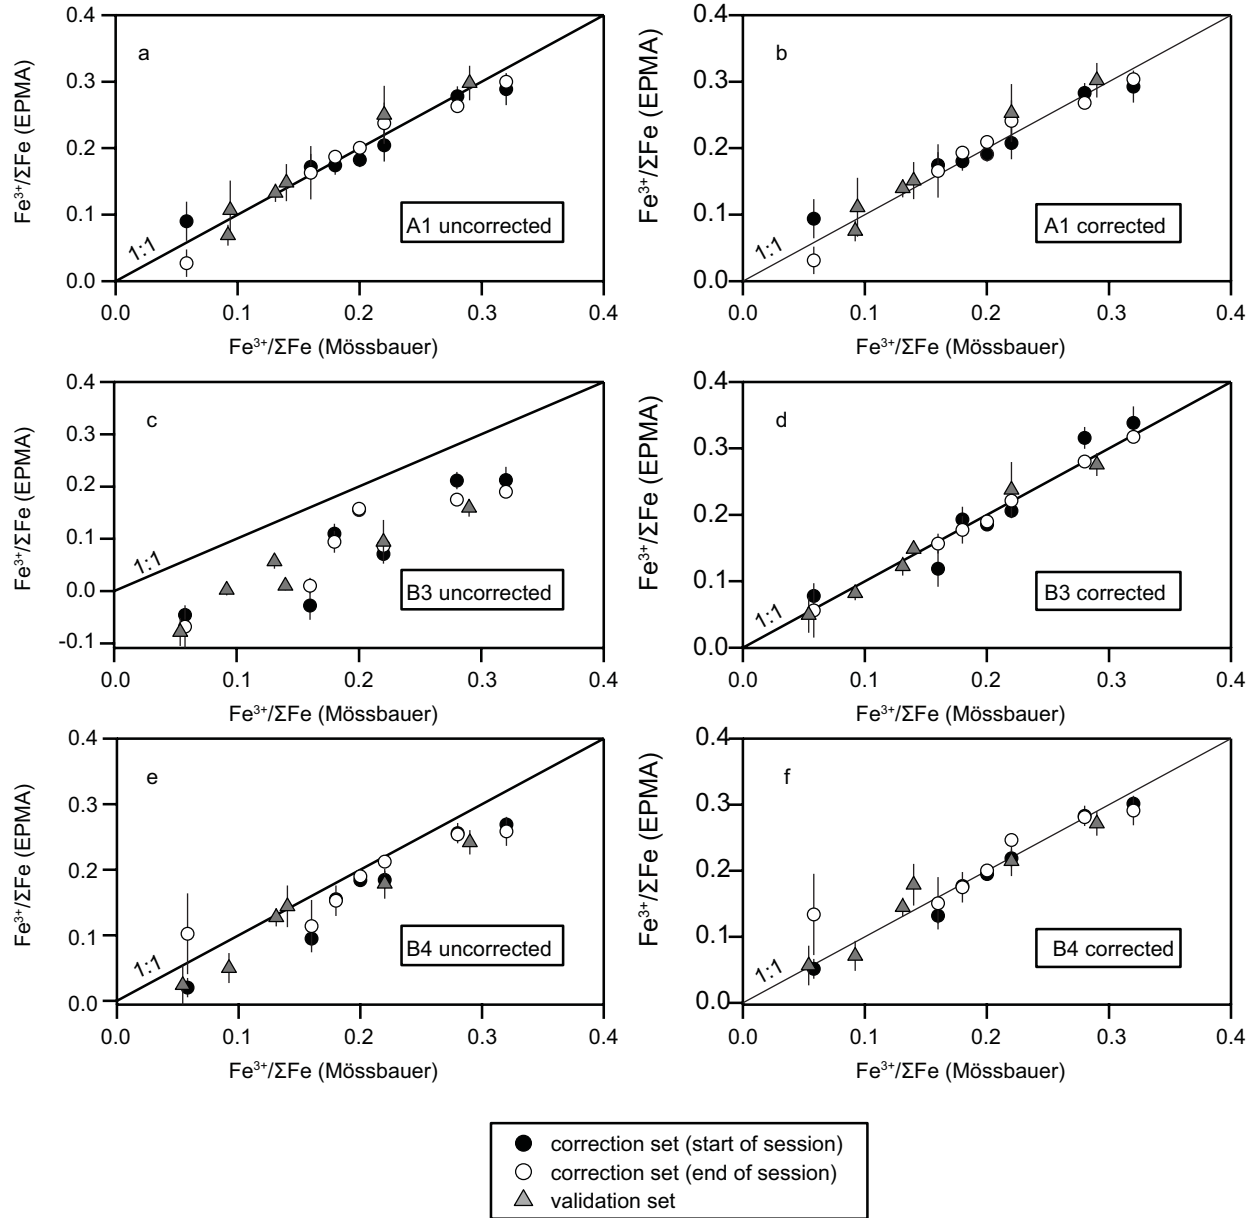 a
0.4
0.3
0.2
0.1
0.0
Fe³⁺/ΣFe (EPMA)
1:1
A1 uncorrected
0.0 0.1 0.2 0.3 0.4
Fe³⁺/ΣFe (Mössbauer)
b
0.4
0.3
0.2
0.1
0.0
Fe³⁺/ΣFe (EPMA)
1:1
A1 corrected
0.0 0.1 0.2 0.3 0.4
Fe³⁺/ΣFe (Mössbauer)
c
0.4
0.3
0.2
0.1
0.0
-0.1
Fe³⁺/ΣFe (EPMA)
1:1
B3 uncorrected
0.0 0.1 0.2 0.3 0.4
Fe³⁺/ΣFe (Mössbauer)
d
0.4
0.3
0.2
0.1
0.0
Fe³⁺/ΣFe (EPMA)
1:1
B3 corrected
0.0 0.1 0.2 0.3 0.4
Fe³⁺/ΣFe (Mössbauer)
e
0.4
0.3
0.2
0.1
0.0
Fe³⁺/ΣFe (EPMA)
1:1
B4 uncorrected
0.0 0.1 0.2 0.3 0.4
Fe³⁺/ΣFe (Mössbauer)
f
0.4
0.3
0.2
0.1
0.0
Fe³⁺/ΣFe (EPMA)
1:1
B4 corrected
0.0 0.1 0.2 0.3 0.4
Fe³⁺/ΣFe (Mössbauer)
correction set (start of session)
correction set (end of session)
validation set